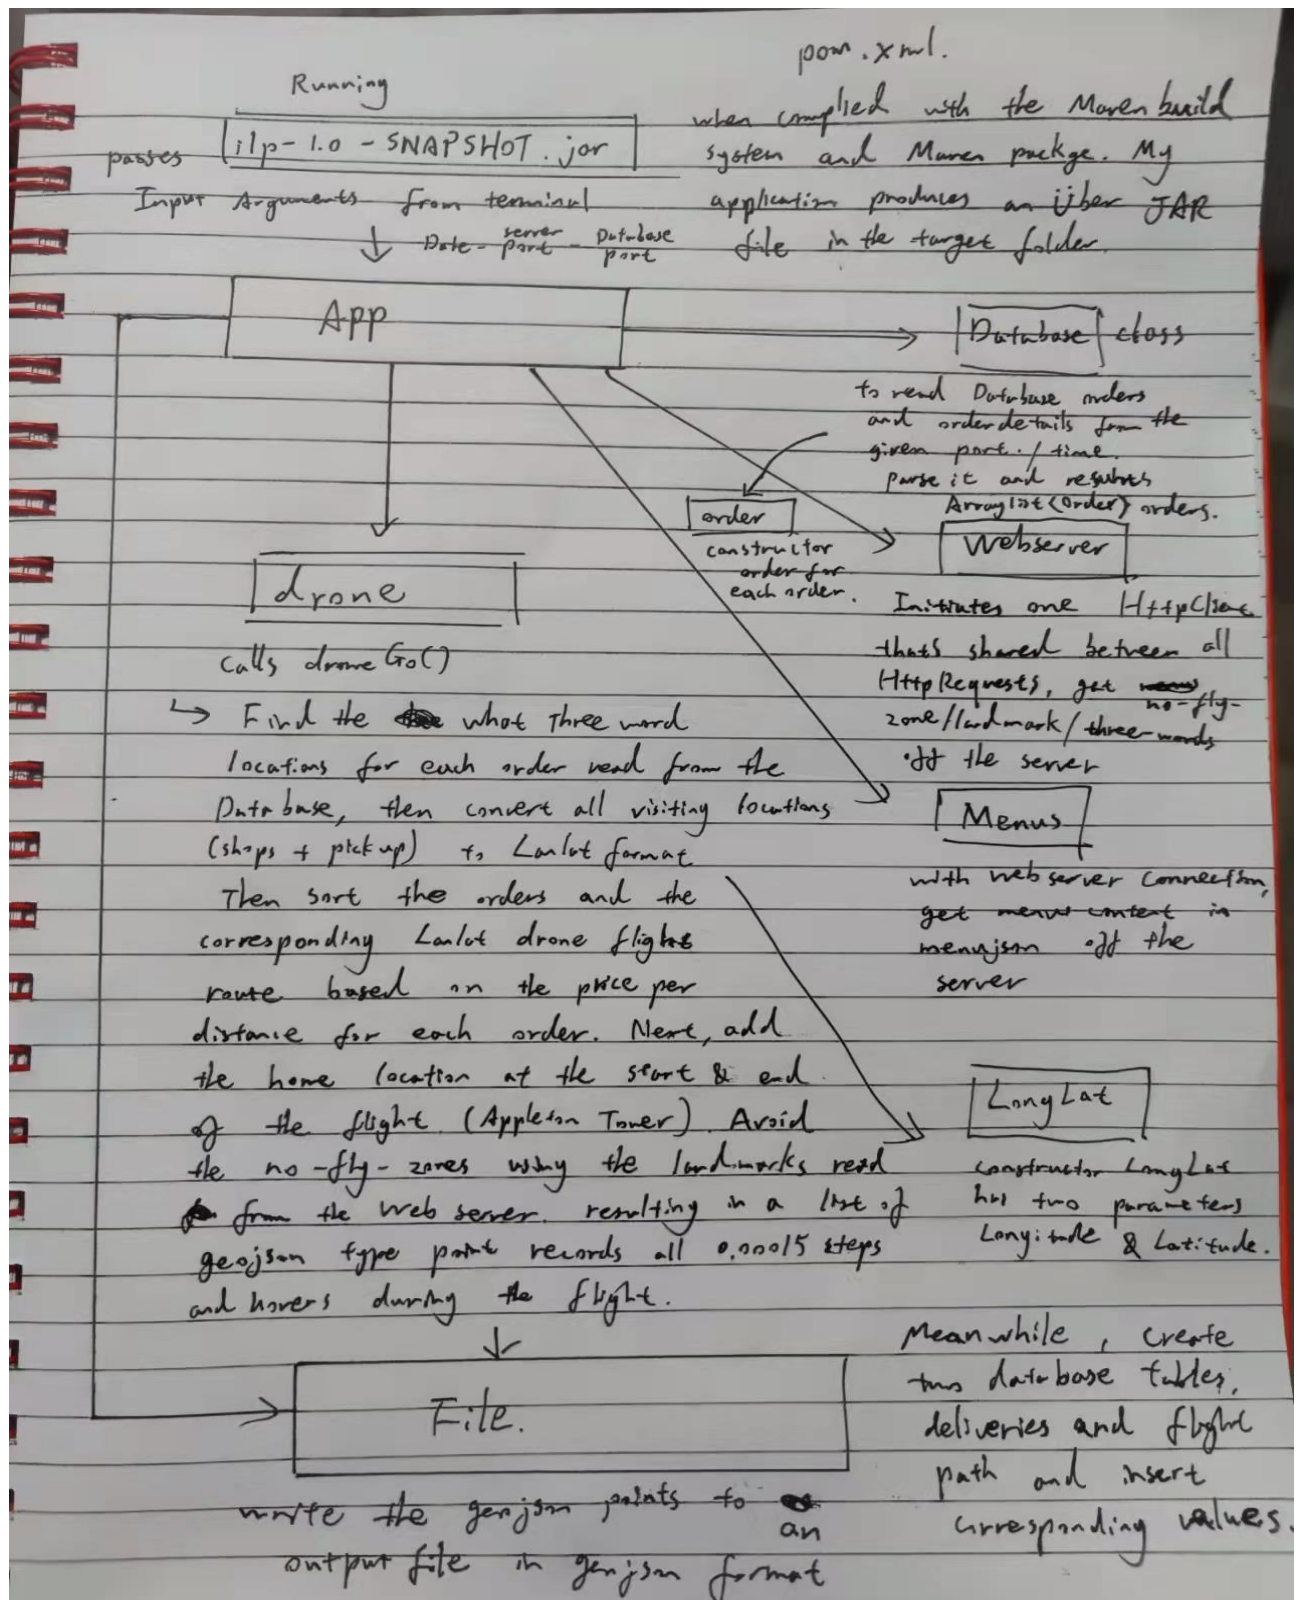 Running
passes
ilp-1.0-SNAPSHOT.jar
Input Arguments from terminal
Date - server port - Database port
pom.xml.
when complied with the Maven build
system and Maven packge. My
application produces an Über JAR
file in the target folder.
App
Database class
to read Database orders
and orderdetails from the
given port./time.
parse it and
Arraylist<Order> orders.
order
constructor
order for
each order.
Webserver
Initiates one HttpClient
thats shared between all
HttpRequests, get no-fly-
zone/landmark/three-words
off the server
drone
calls droneGo()
Find the what three word
locations for each order read from the
Database, then convert all visiting locations
(shops + pickup) to Lonlat format
Then sort the orders and the
corresponding Lonlat drone flight
route based on the price per
distance for each order. Next, add
the home location at the start & end
of the flight (Appleton Tower). Avoid
the no-fly-zones using the landmarks read
from the web server. resulting in a list of
geojson type point records all 0.00015 steps
and hovers during the flight.
Menus
with webserver connection,
get menus content in
menujson off the
server
LongLat
constructor LongLat
has two parameters
Longitude & Latitude.
File.
write the geojson points to
an
output file in geojson format
Meanwhile, create
two database tables,
deliveries and flight
path and insert
corresponding values.